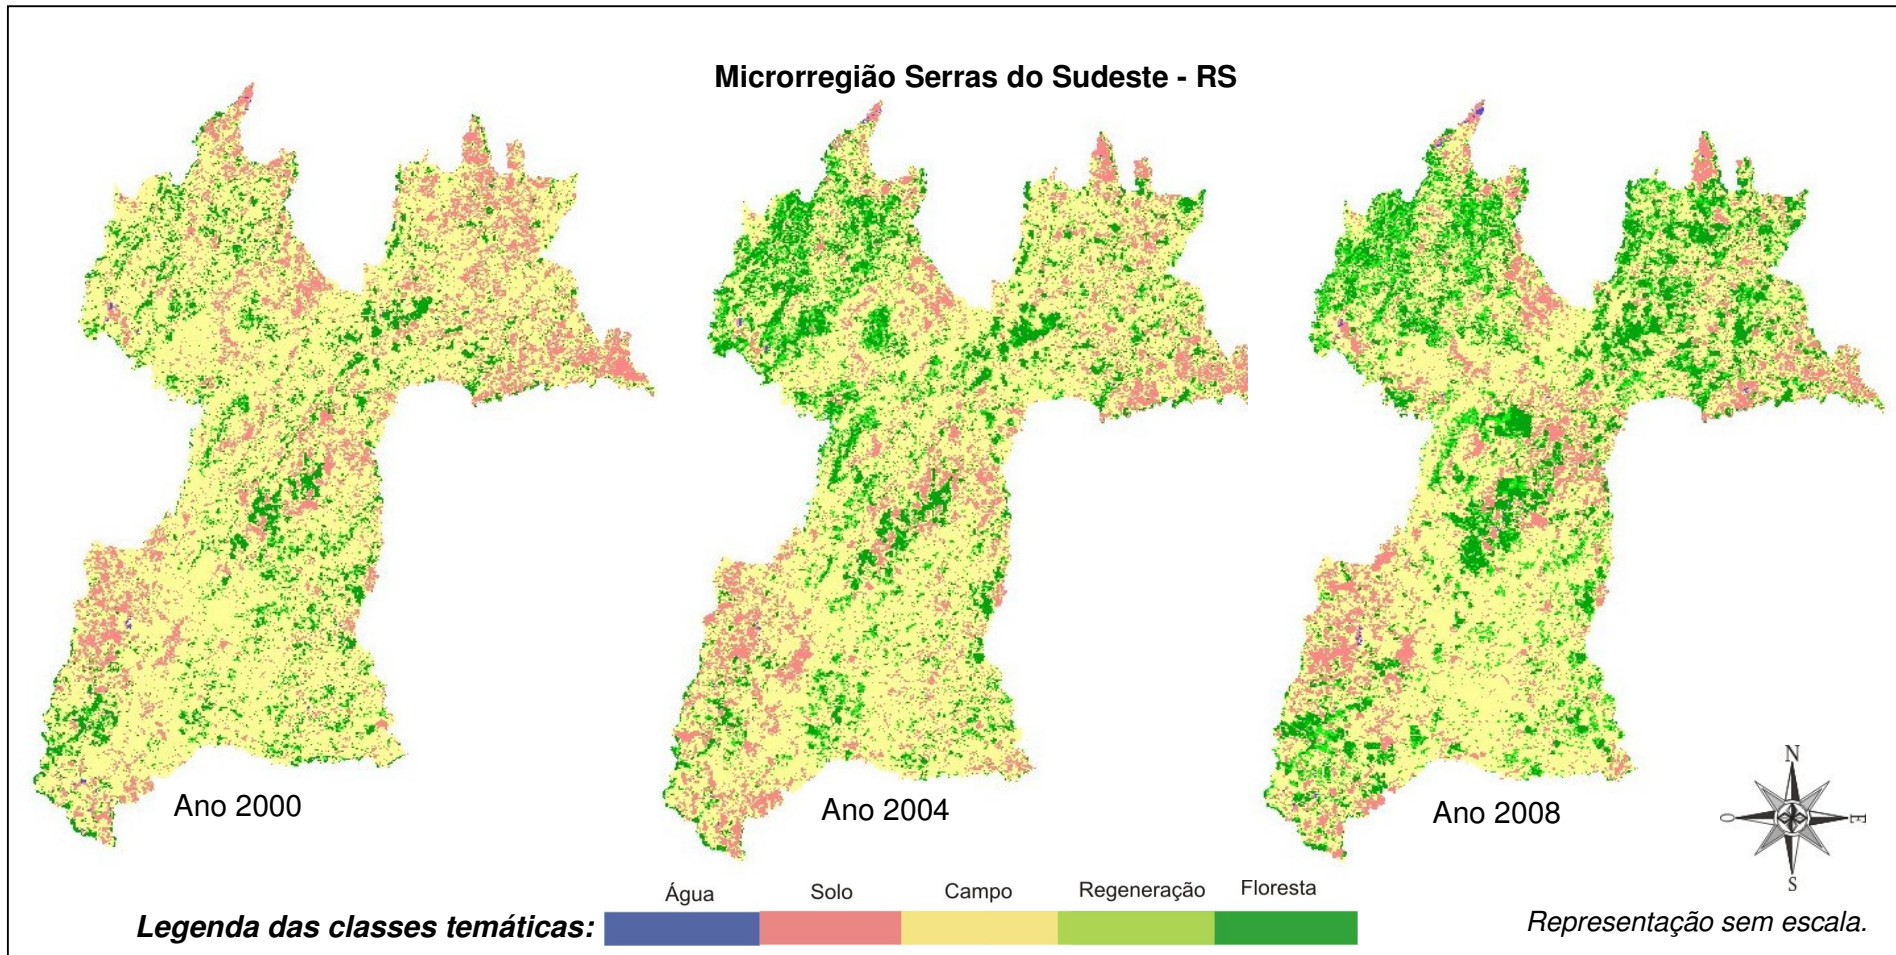 Microrregião Serras do Sudeste - RS
Ano 2000
Ano 2004
Ano 2008
N
O
E
S
Água
Solo
Campo
Regeneração
Floresta
Legenda das classes temáticas:
Representação sem escala.